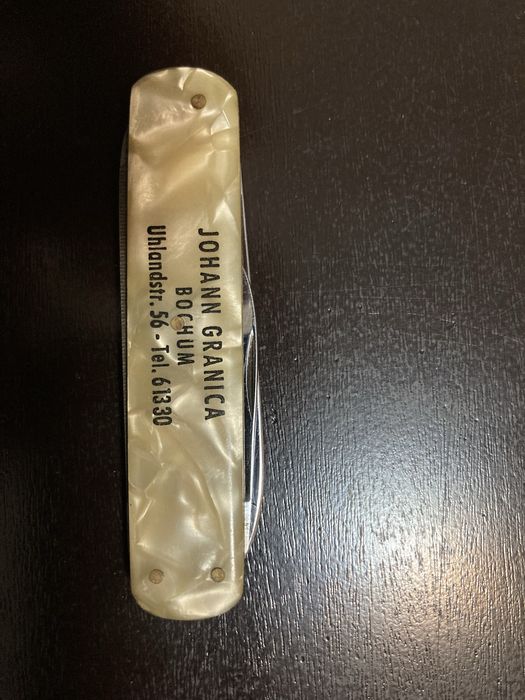 JOHANN GRANICA
BOCHUM
Uhlandstr. 56 - Tel. 61330